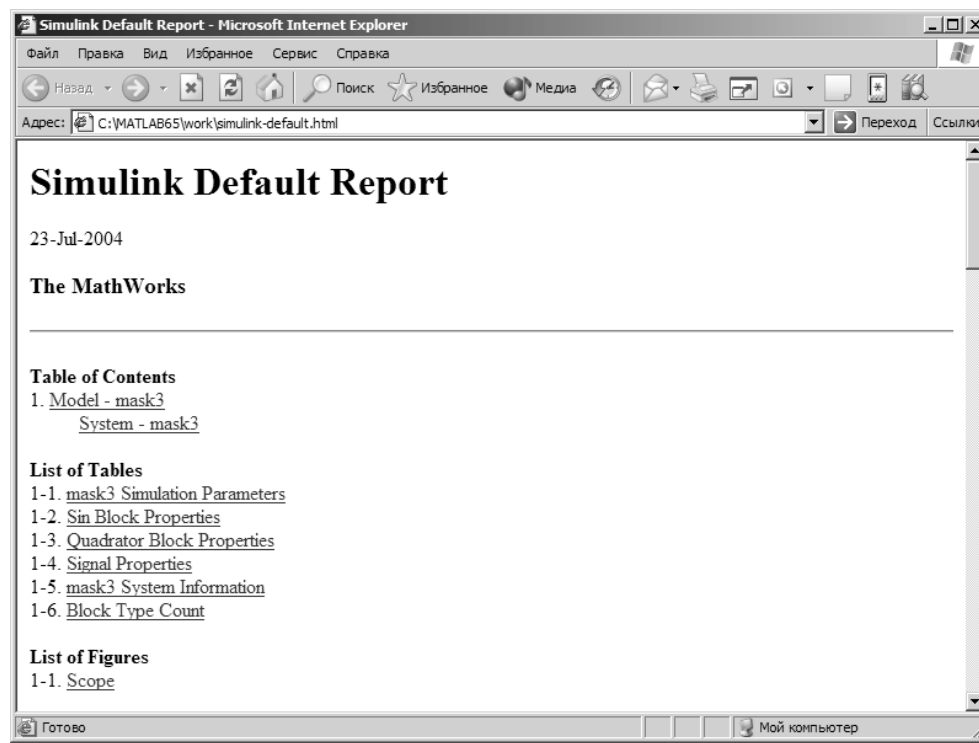 Simulink Default Report - Microsoft Internet Explorer
Файл Правка Вид Избранное Сервис Справка
Назад Поиск Избранное Медиа
Адрес: C:\MATLAB65\work\simulink-default.html Переход Ссылки
Simulink Default Report
23-Jul-2004
The MathWorks
Table of Contents
1. Model - mask3
System - mask3
List of Tables
1-1. mask3 Simulation Parameters
1-2. Sin Block Properties
1-3. Quadrator Block Properties
1-4. Signal Properties
1-5. mask3 System Information
1-6. Block Type Count
List of Figures
1-1. Scope
Готово Мой компьютер